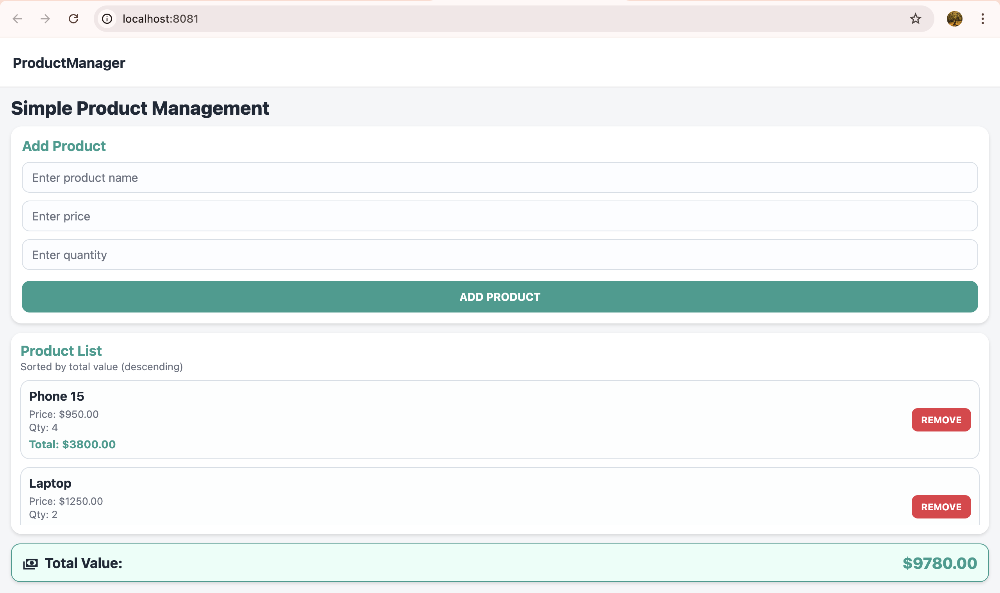 localhost:8081
ProductManager
Simple Product Management
Add Product
Enter product name
Enter price
Enter quantity
ADD PRODUCT
Product List
Sorted by total value (descending)
Phone 15
Price: $950.00
Qty: 4
Total: $3800.00
REMOVE
Laptop
Price: $1250.00
Qty: 2
REMOVE
Total Value:
$9780.00